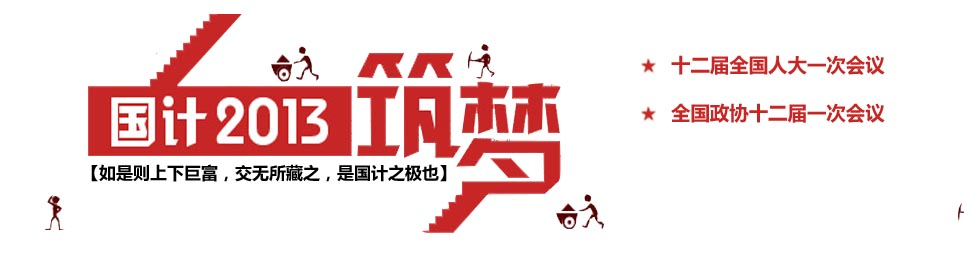 国计2013 筑梦
【如是则上下巨富，交无所藏之，是国计之极也】
★ 十二届全国人大一次会议
★ 全国政协十二届一次会议